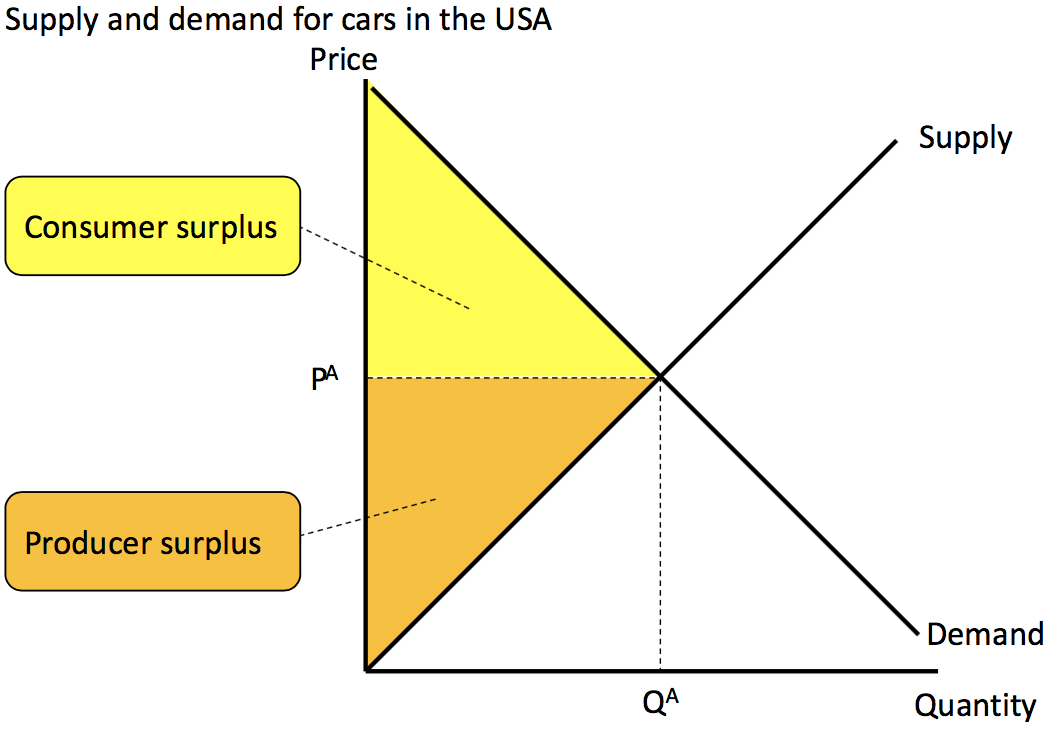 Supply and demand for cars in the USA
Price
Supply
Consumer surplus
Pᴬ
Producer surplus
Demand
Qᴬ
Quantity